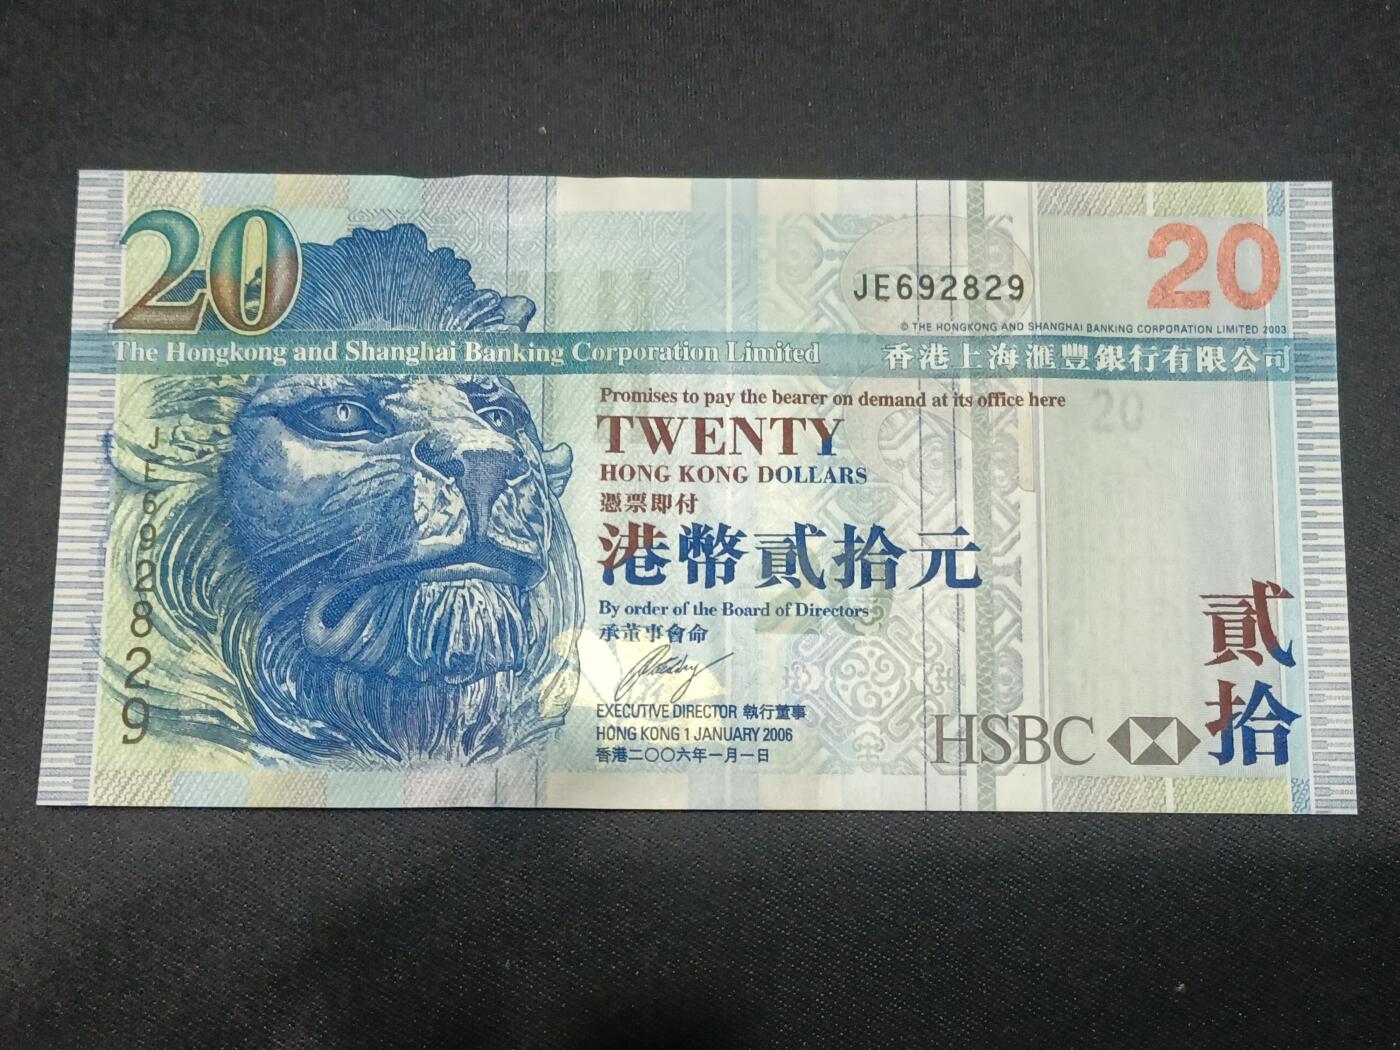 20
JE692829
20
© THE HONGKONG AND SHANGHAI BANKING CORPORATION LIMITED 2003
The Hongkong and Shanghai Banking Corporation Limited 香港上海滙豐銀行有限公司
Promises to pay the bearer on demand at its office here
20
TWENTY
HONG KONG DOLLARS
憑票即付
港幣貳拾元
By order of the Board of Directors
承董事會命
EXECUTIVE DIRECTOR 執行董事
HONG KONG 1 JANUARY 2006
香港二〇〇六年一月一日
JE692829
HSBC
貳拾